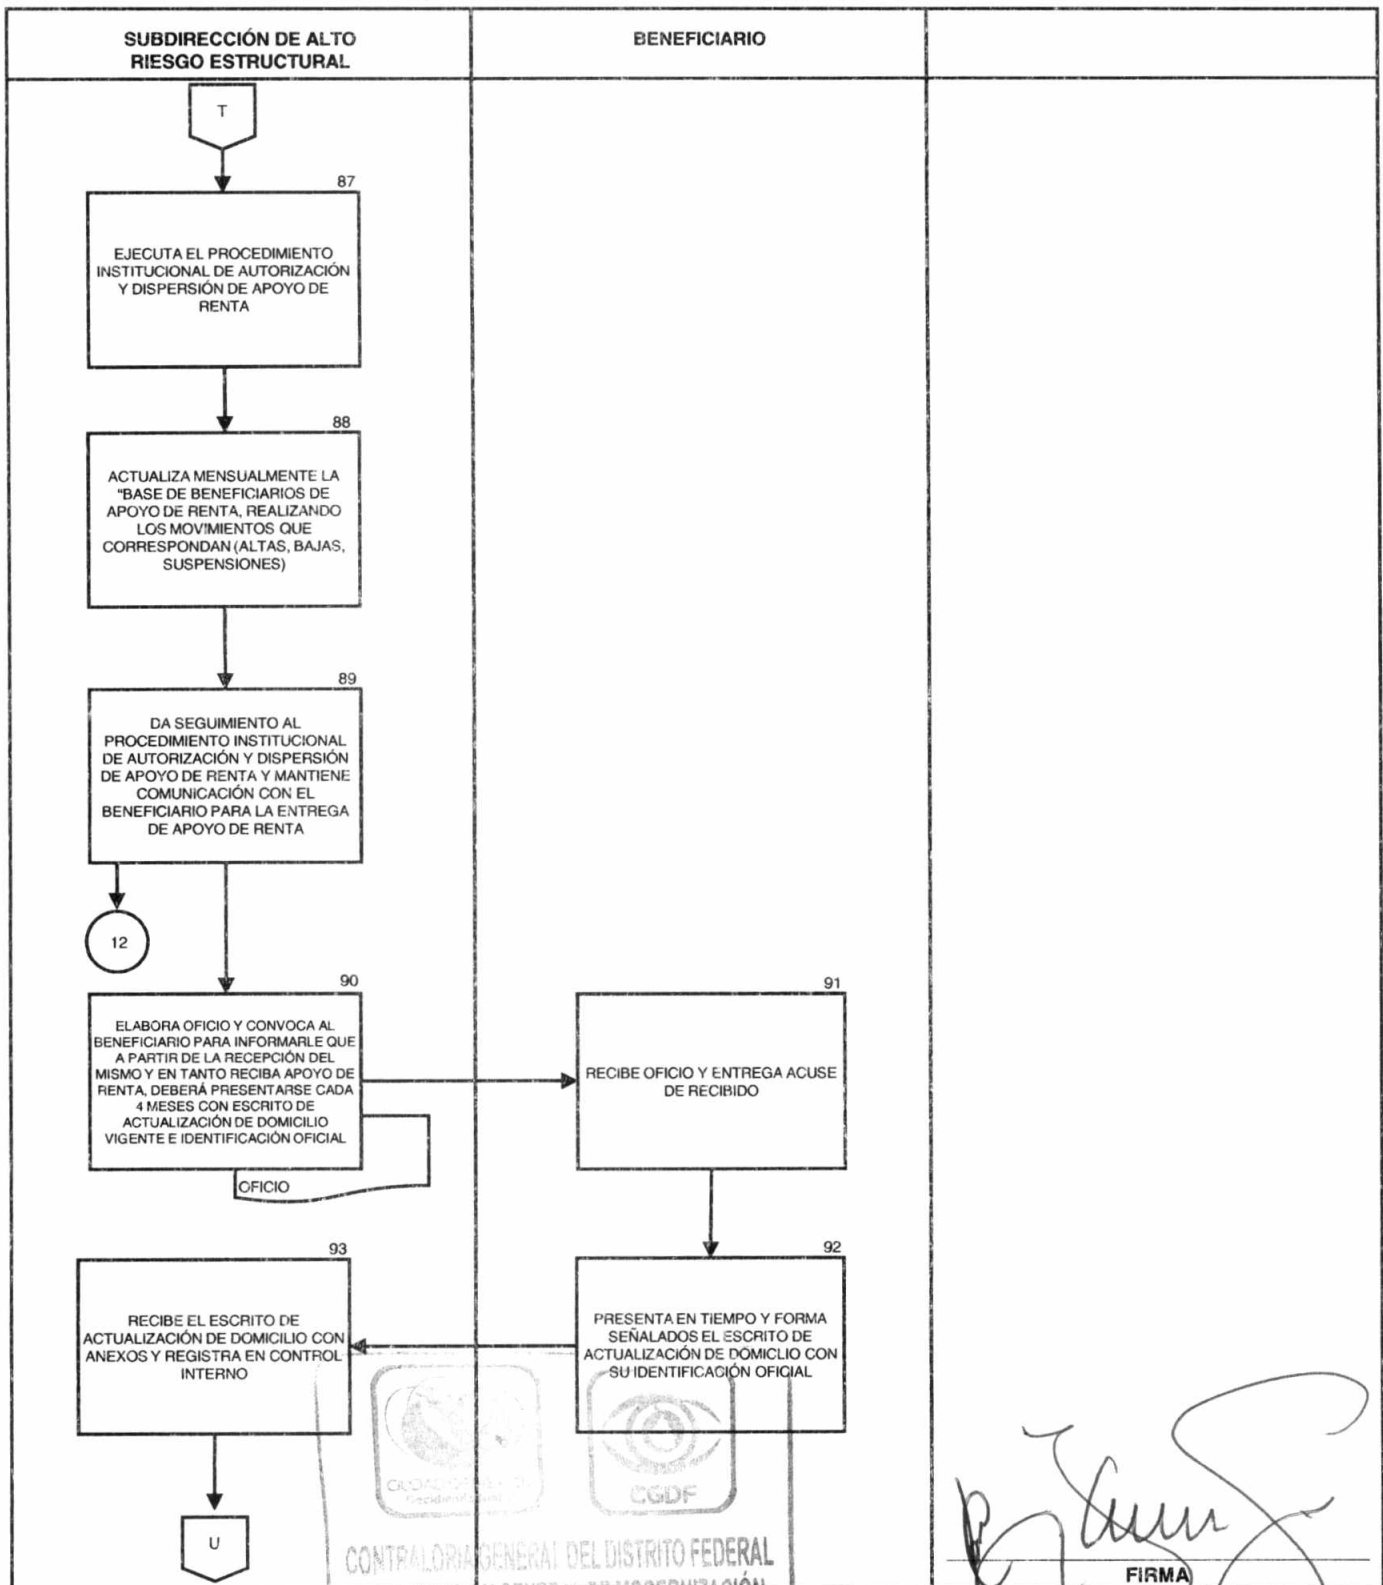 SUBDIRECCIÓN DE ALTO
RIESGO ESTRUCTURAL
BENEFICIARIO
T
87
EJECUTA EL PROCEDIMIENTO
INSTITUCIONAL DE AUTORIZACIÓN
Y DISPERSIÓN DE APOYO DE
RENTA
88
ACTUALIZA MENSUALMENTE LA
"BASE DE BENEFICIARIOS DE
APOYO DE RENTA, REALIZANDO
LOS MOVIMIENTOS QUE
CORRESPONDAN (ALTAS, BAJAS,
SUSPENSIONES)
89
DA SEGUIMIENTO AL
PROCEDIMIENTO INSTITUCIONAL
DE AUTORIZACIÓN Y DISPERSIÓN
DE APOYO DE RENTA Y MANTIENE
COMUNICACIÓN CON EL
BENEFICIARIO PARA LA ENTREGA
DE APOYO DE RENTA
12
90
ELABORA OFICIO Y CONVOCA AL
BENEFICIARIO PARA INFORMARLE QUE
A PARTIR DE LA RECEPCIÓN DEL
MISMO Y EN TANTO RECIBA APOYO DE
RENTA, DEBERÁ PRESENTARSE CADA
4 MESES CON ESCRITO DE
ACTUALIZACIÓN DE DOMICILIO
VIGENTE E IDENTIFICACIÓN OFICIAL
OFICIO
91
RECIBE OFICIO Y ENTREGA ACUSE
DE RECIBIDO
92
PRESENTA EN TIEMPO Y FORMA
SEÑALADOS EL ESCRITO DE
ACTUALIZACIÓN DE DOMICLIO CON
SU IDENTIFICACIÓN OFICIAL
93
RECIBE EL ESCRITO DE
ACTUALIZACIÓN DE DOMICILIO CON
ANEXOS Y REGISTRA EN CONTROL
INTERNO
U
CGDF
CONTRALORIA GENERAL DEL DISTRITO FEDERAL
MODERNIZACIÓN
FIRMA